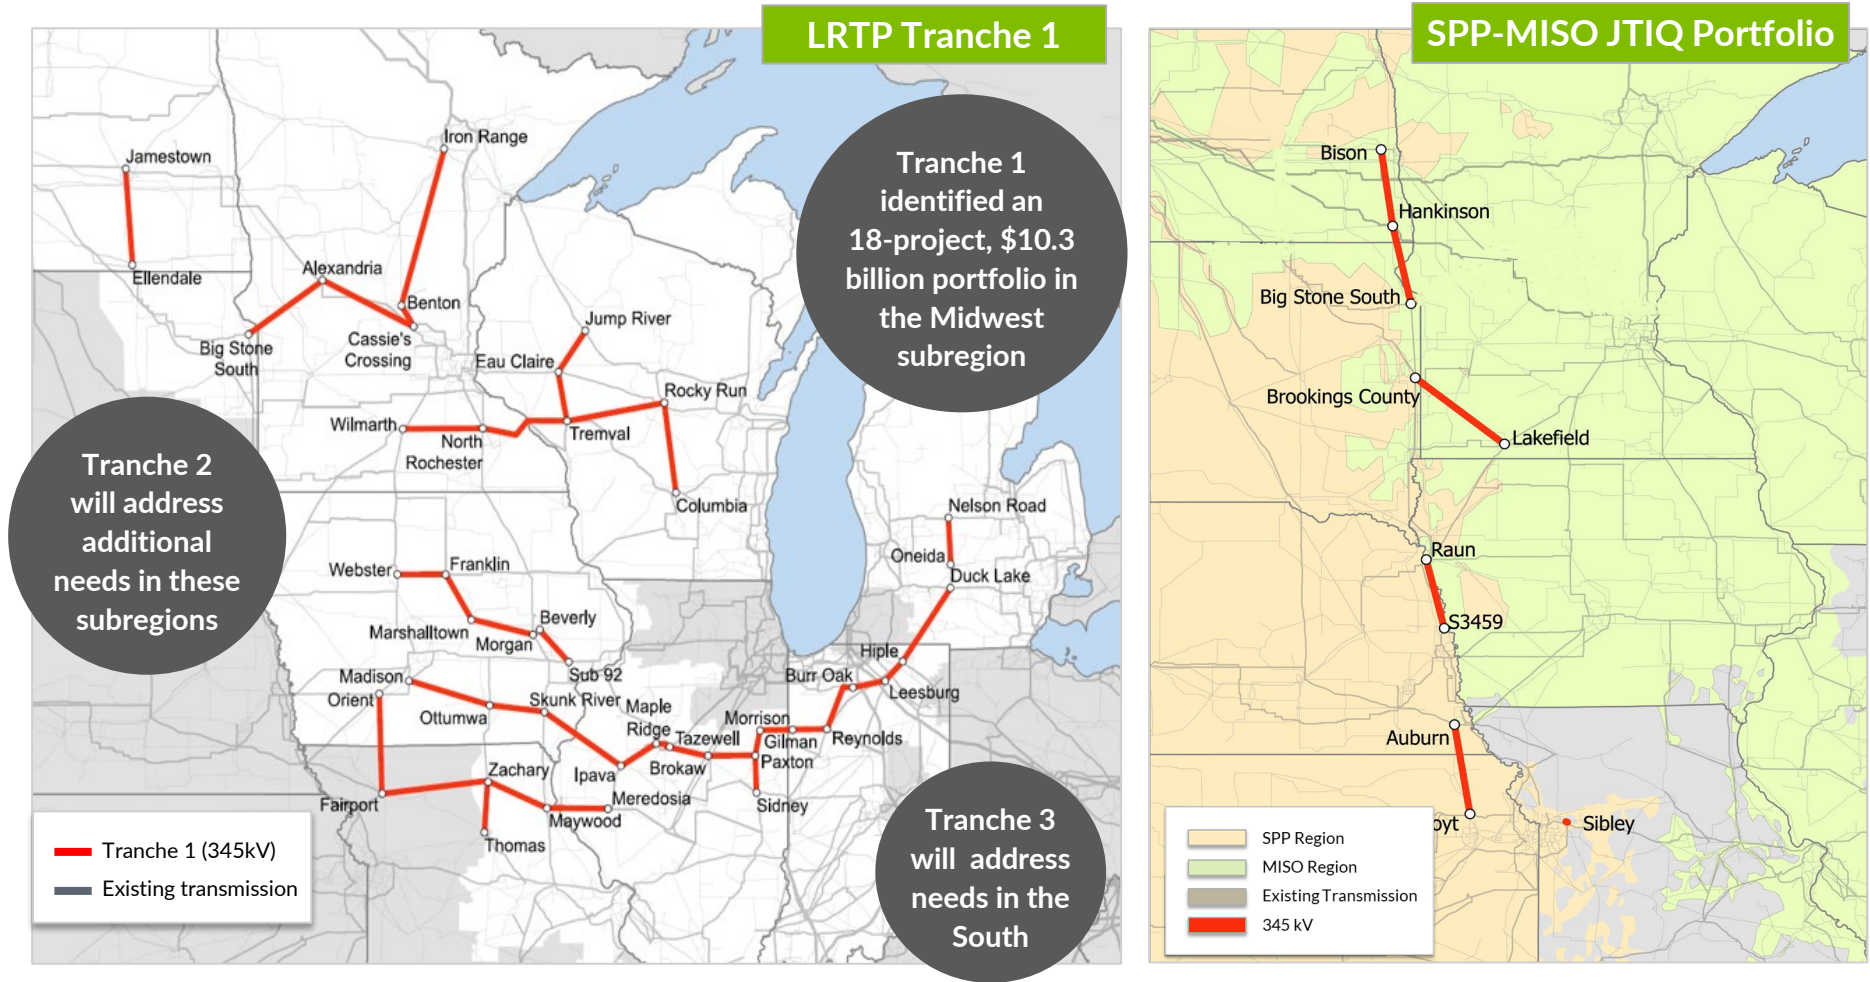 LRTP Tranche 1
SPP-MISO JTIQ Portfolio
Tranche 1
identified an
18-project, $10.3
billion portfolio in
the Midwest
subregion
Tranche 2
will address
additional
needs in these
subregions
Tranche 3
will address
needs in the
South
Iron Range
Jamestown
Ellendale
Alexandria
Benton
Big Stone
South
Cassie's
Crossing
Jump River
Eau Claire
Rocky Run
Wilmarth
North
Rochester
Tremval
Columbia
Nelson Road
Oneida
Duck Lake
Webster
Franklin
Marshalltown
Morgan
Beverly
Sub 92
Madison
Orient
Ottumwa
Skunk River
Maple
Ridge
Tazewell
Ipava
Brokaw
Morrison
Gilman
Paxton
Sidney
Reynolds
Burr Oak
Hiple
Leesburg
Zachary
Fairport
Thomas
Maywood
Meredosia
Tranche 1 (345kV)
Existing transmission
Bison
Hankinson
Big Stone South
Brookings County
Lakefield
Raun
S3459
Auburn
oyt
Sibley
SPP Region
MISO Region
Existing Transmission
345 kV